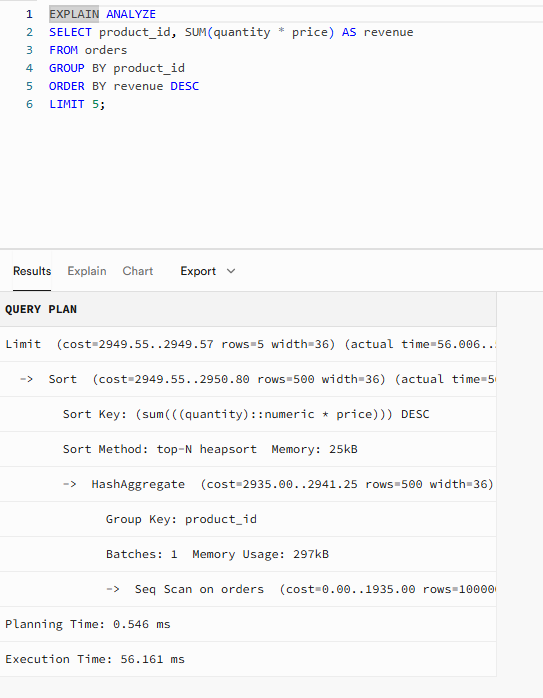 1 EXPLAIN ANALYZE
2 SELECT product_id, SUM(quantity * price) AS revenue
3 FROM orders
4 GROUP BY product_id
5 ORDER BY revenue DESC
6 LIMIT 5;
Results Explain Chart Export
QUERY PLAN
Limit (cost=2949.55..2949.57 rows=5 width=36) (actual time=56.006..
-> Sort (cost=2949.55..2950.80 rows=500 width=36) (actual time=5
Sort Key: (sum(((quantity)::numeric * price))) DESC
Sort Method: top-N heapsort Memory: 25kB
-> HashAggregate (cost=2935.00..2941.25 rows=500 width=36)
Group Key: product_id
Batches: 1 Memory Usage: 297kB
-> Seq Scan on orders (cost=0.00..1935.00 rows=10000
Planning Time: 0.546 ms
Execution Time: 56.161 ms